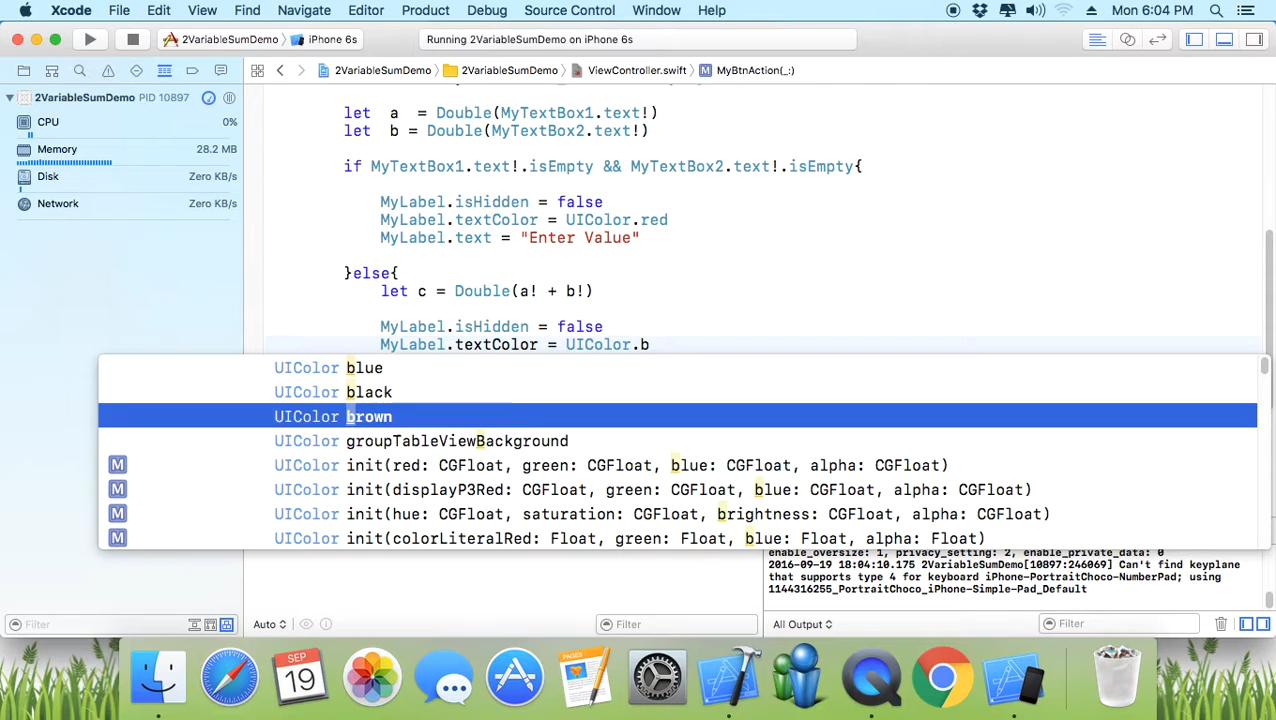 Xcode File Edit View Find Navigate Editor Product Debug Source Control Window Help Mon 6:04 PM
2VariableSumDemo iPhone 6s Running 2VariableSumDemo on iPhone 6s
2VariableSumDemo 2VariableSumDemo ViewController.swift M MyBtnAction(_:)
2VariableSumDemo PID 10897
CPU 0%
Memory 28.2 MB
Disk Zero KB/s
Network Zero KB/s
let a = Double(MyTextBox1.text!)
let b = Double(MyTextBox2.text!)
if MyTextBox1.text!.isEmpty && MyTextBox2.text!.isEmpty{
MyLabel.isHidden = false
MyLabel.textColor = UIColor.red
MyLabel.text = "Enter Value"
}else{
let c = Double(a! + b!)
MyLabel.isHidden = false
MyLabel.textColor = UIColor.b
UIColor blue
UIColor black
UIColor brown
UIColor groupTableViewBackground
M UIColor init(red: CGFloat, green: CGFloat, blue: CGFloat, alpha: CGFloat)
M UIColor init(displayP3Red: CGFloat, green: CGFloat, blue: CGFloat, alpha: CGFloat)
M UIColor init(hue: CGFloat, saturation: CGFloat, brightness: CGFloat, alpha: CGFloat)
M UIColor init(colorLiteralRed: Float, green: Float, blue: Float, alpha: Float)
enable_oversize: 1, privacy_setting: 2, enable_private_data: 0
2016-09-19 18:04:10.175 2VariableSumDemo[10897:246069] Can't find keyplane
that supports type 4 for keyboard iPhone-PortraitChoco-NumberPad; using
1144316255_PortraitChoco_iPhone-Simple-Pad_Default
Filter Auto Filter All Output Filter
SEP
19
PAGES